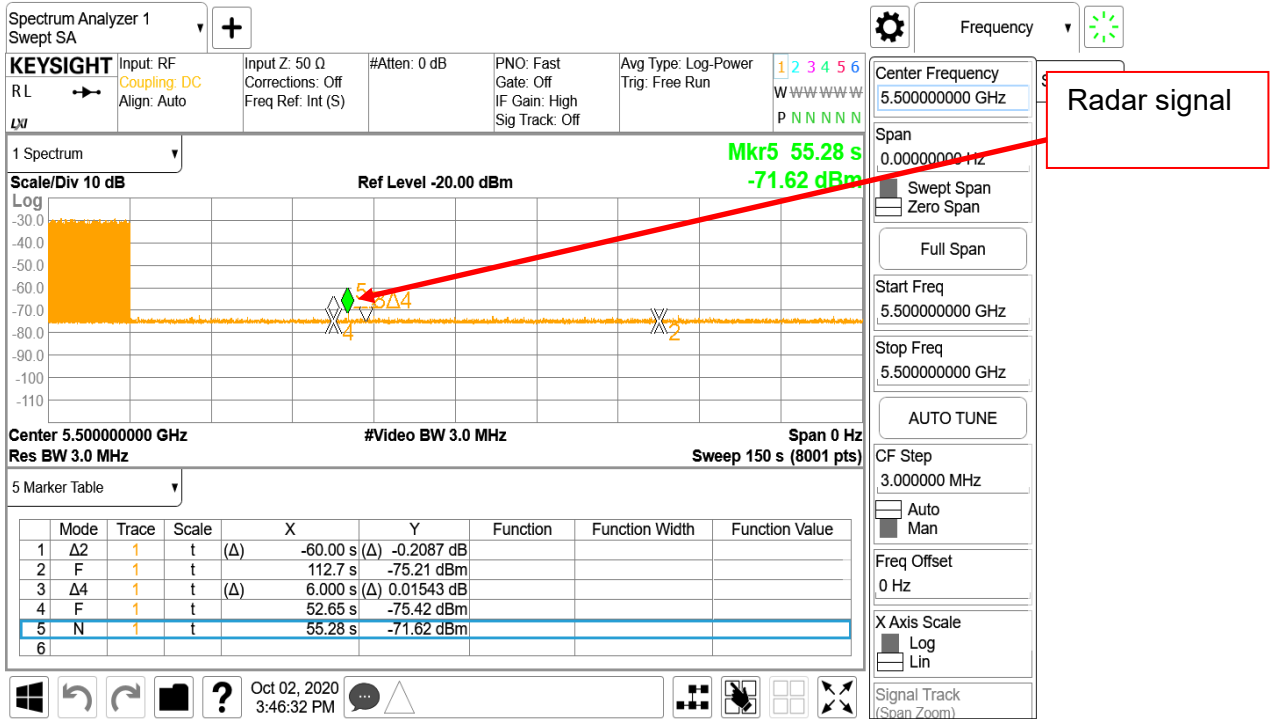 Spectrum Analyzer 1
Swept SA
Frequency
KEYSIGHT
RL
LXI
Input: RF
Coupling: DC
Align: Auto
Input Z: 50 Ω
Corrections: Off
Freq Ref: Int (S)
#Atten: 0 dB
PNO: Fast
Gate: Off
IF Gain: High
Sig Track: Off
Avg Type: Log-Power
Trig: Free Run
1 2 3 4 5 6
W W W W W W
P N N N N N
Center Frequency
5.500000000 GHz
Radar signal
1 Spectrum
Mkr5 55.28 s
-71.62 dBm
Scale/Div 10 dB
Ref Level -20.00 dBm
Log
-30.0
-40.0
-50.0
-60.0
-70.0
-80.0
-90.0
-100
-110
5
3Δ4
4
2
Center 5.500000000 GHz
#Video BW 3.0 MHz
Span 0 Hz
Res BW 3.0 MHz
Sweep 150 s (8001 pts)
Span
0.00000000 Hz
Swept Span
Zero Span
Full Span
Start Freq
5.500000000 GHz
Stop Freq
5.500000000 GHz
AUTO TUNE
CF Step
3.000000 MHz
Auto
Man
Freq Offset
0 Hz
X Axis Scale
Log
Lin
Signal Track
(Span Zoom)
5 Marker Table
Mode Trace Scale X Y Function Function Width Function Value
1 Δ2 1 t (Δ) -60.00 s (Δ) -0.2087 dB
2 F 1 t 112.7 s -75.21 dBm
3 Δ4 1 t (Δ) 6.000 s (Δ) 0.01543 dB
4 F 1 t 52.65 s -75.42 dBm
5 N 1 t 55.28 s -71.62 dBm
6
Oct 02, 2020
3:46:32 PM